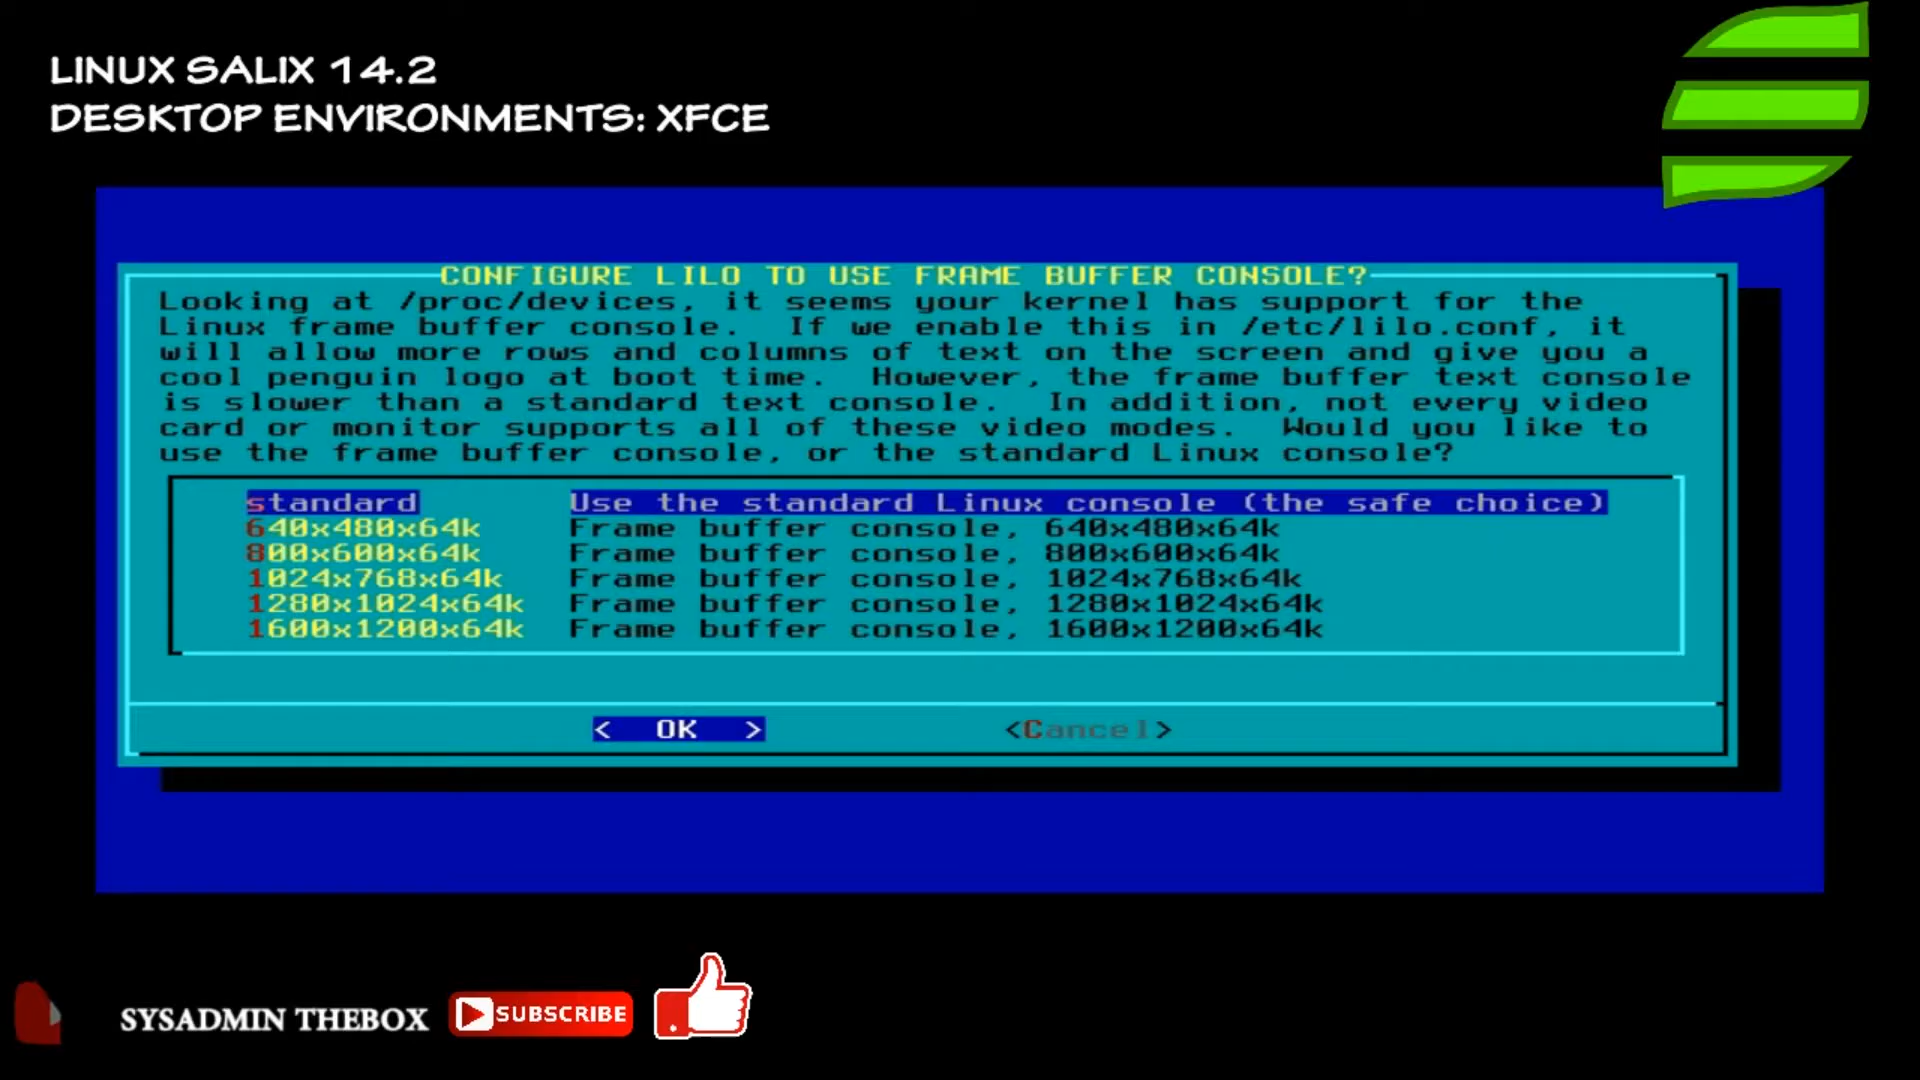 LINUX SALIX 14.2
DESKTOP ENVIRONMENTS: XFCE
CONFIGURE LILO TO USE FRAME BUFFER CONSOLE?
Looking at /proc/devices, it seems your kernel has support for the
Linux frame buffer console.  If we enable this in /etc/lilo.conf, it
will allow more rows and columns of text on the screen and give you a
cool penguin logo at boot time.  However, the frame buffer text console
is slower than a standard text console.  In addition, not every video
card or monitor supports all of these video modes.  Would you like to
use the frame buffer console, or the standard Linux console?
standard Use the standard Linux console (the safe choice)
640x480x64k Frame buffer console, 640x480x64k
800x600x64k Frame buffer console, 800x600x64k
1024x768x64k Frame buffer console, 1024x768x64k
1280x1024x64k Frame buffer console, 1280x1024x64k
1600x1200x64k Frame buffer console, 1600x1200x64k
< OK > <Cancel>
SYSADMIN THEBOX SUBSCRIBE